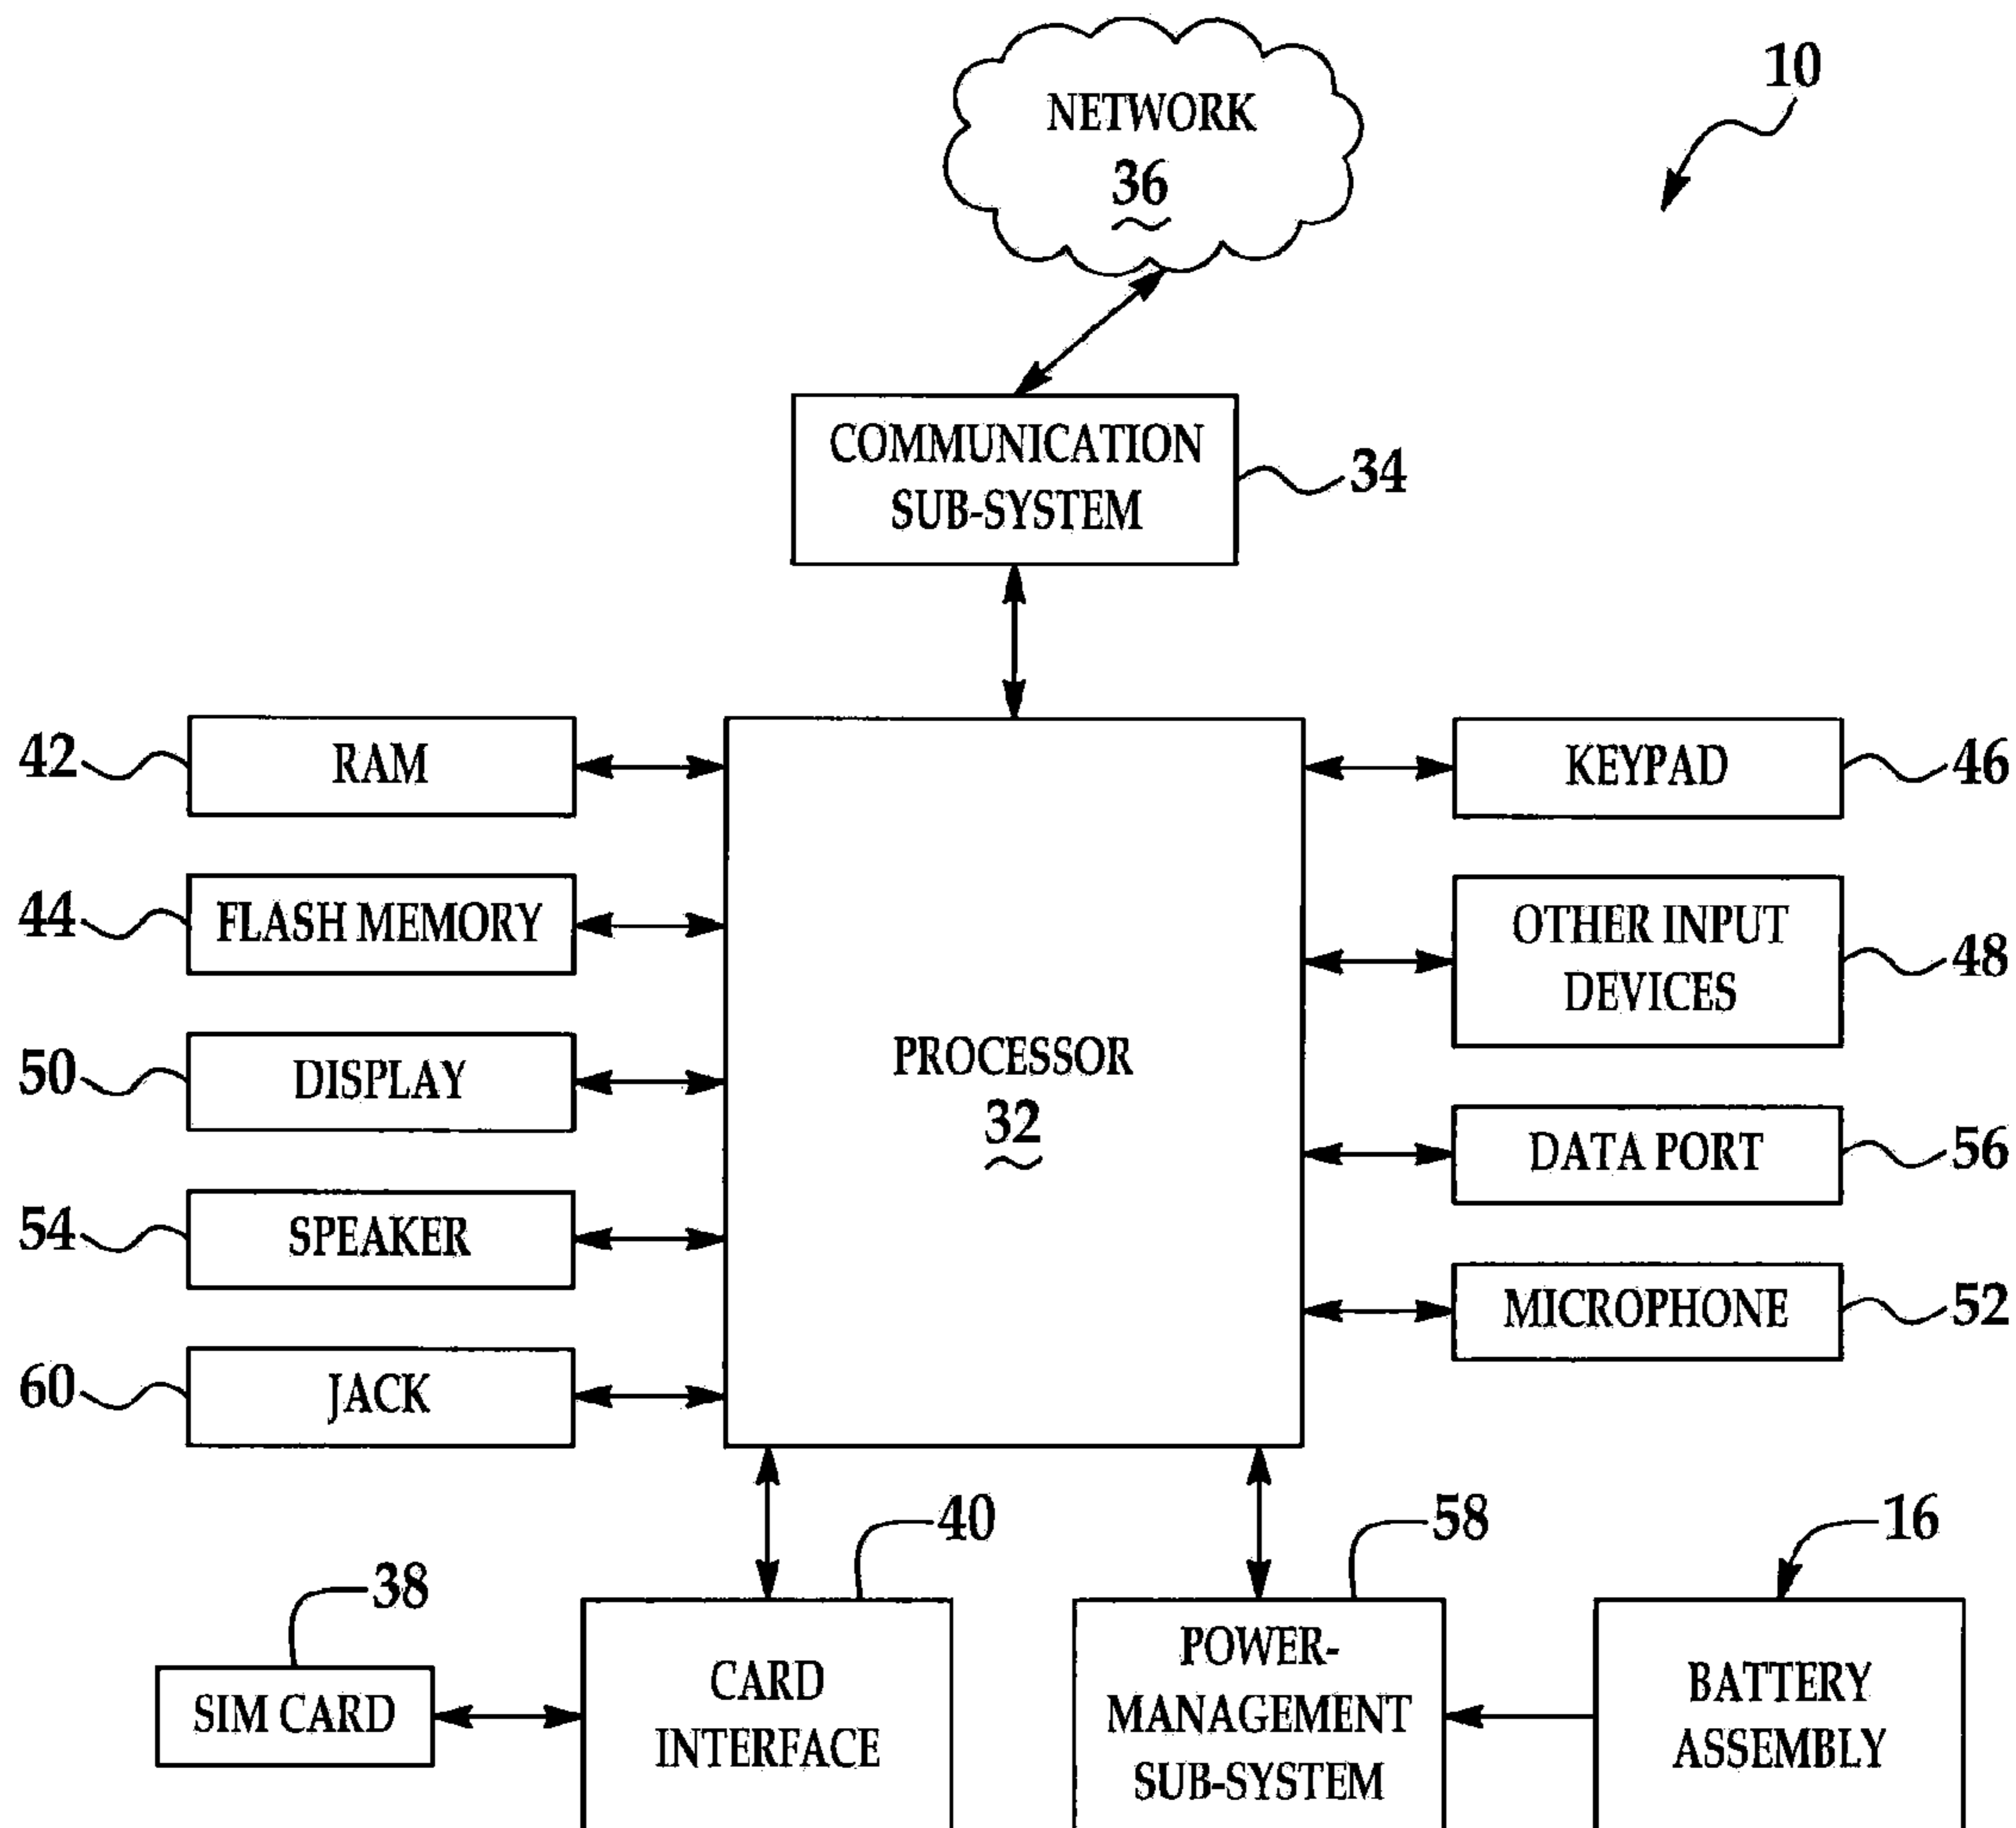 10
NETWORK
36
COMMUNICATION
SUB-SYSTEM
34
42
RAM
KEYPAD
46
44
FLASH MEMORY
OTHER INPUT
DEVICES
48
50
DISPLAY
PROCESSOR
32
DATA PORT
56
54
SPEAKER
MICROPHONE
52
60
JACK
40
58
16
38
SIM CARD
CARD
INTERFACE
POWER-
MANAGEMENT
SUB-SYSTEM
BATTERY
ASSEMBLY